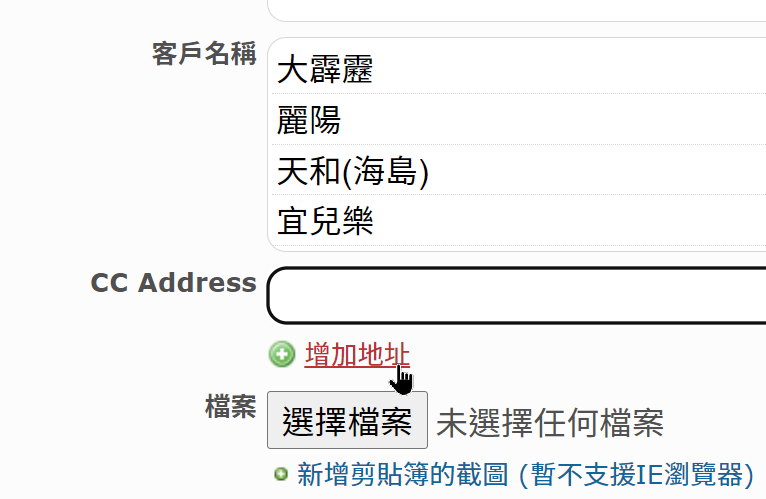 客戶名稱
大霹靂
麗陽
天和(海島)
宜兒樂
CC Address
增加地址
檔案 選擇檔案 未選擇任何檔案
新增剪貼簿的截圖 (暫不支援IE瀏覽器)